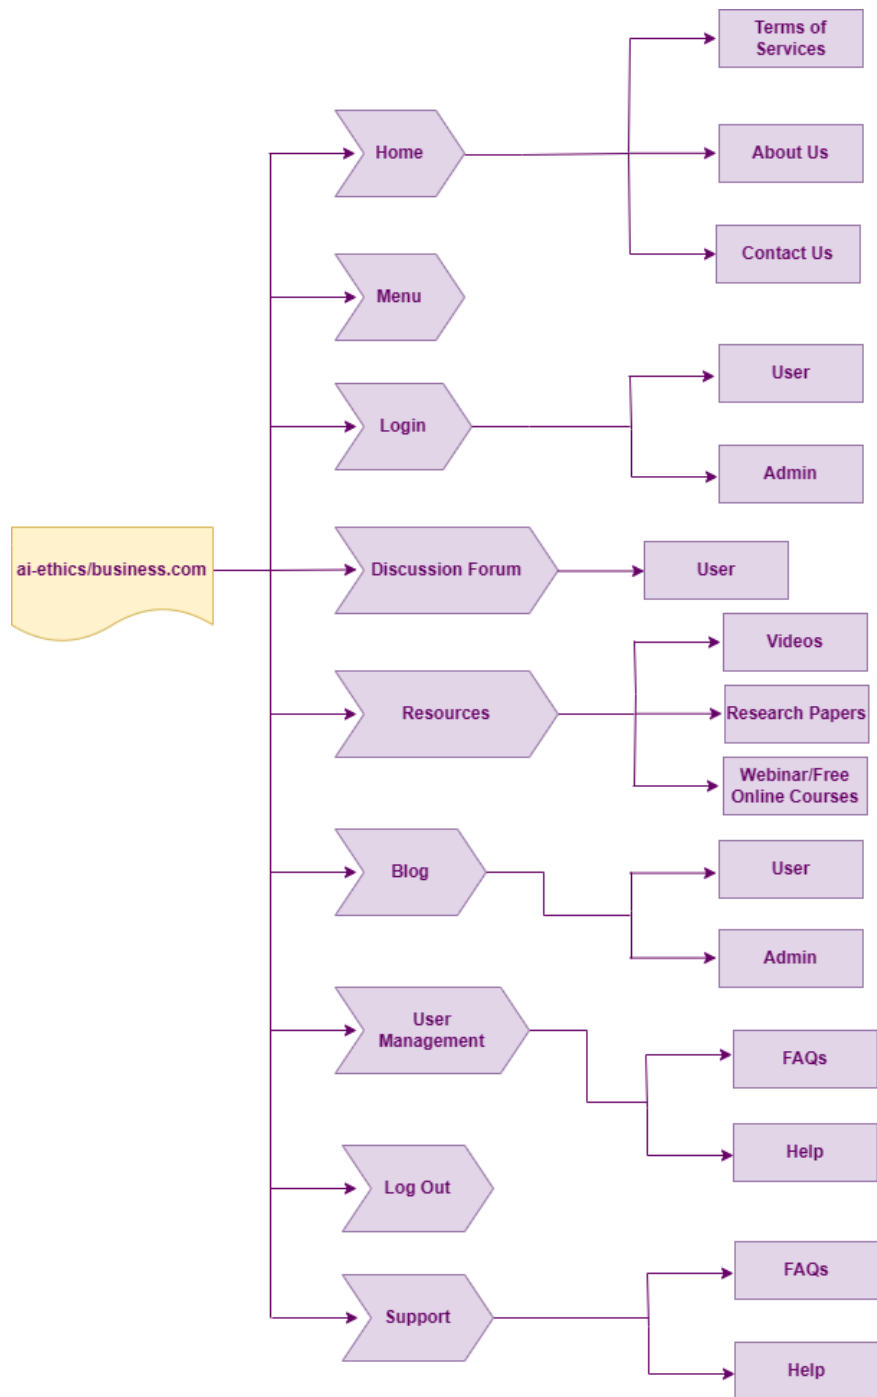 Terms of
Services
Home
About Us
Contact Us
Menu
User
Login
Admin
ai-ethics/business.com
Discussion Forum
User
Videos
Resources
Research Papers
Webinar/Free
Online Courses
Blog
User
Admin
User
Management
FAQs
Help
Log Out
FAQs
Support
Help